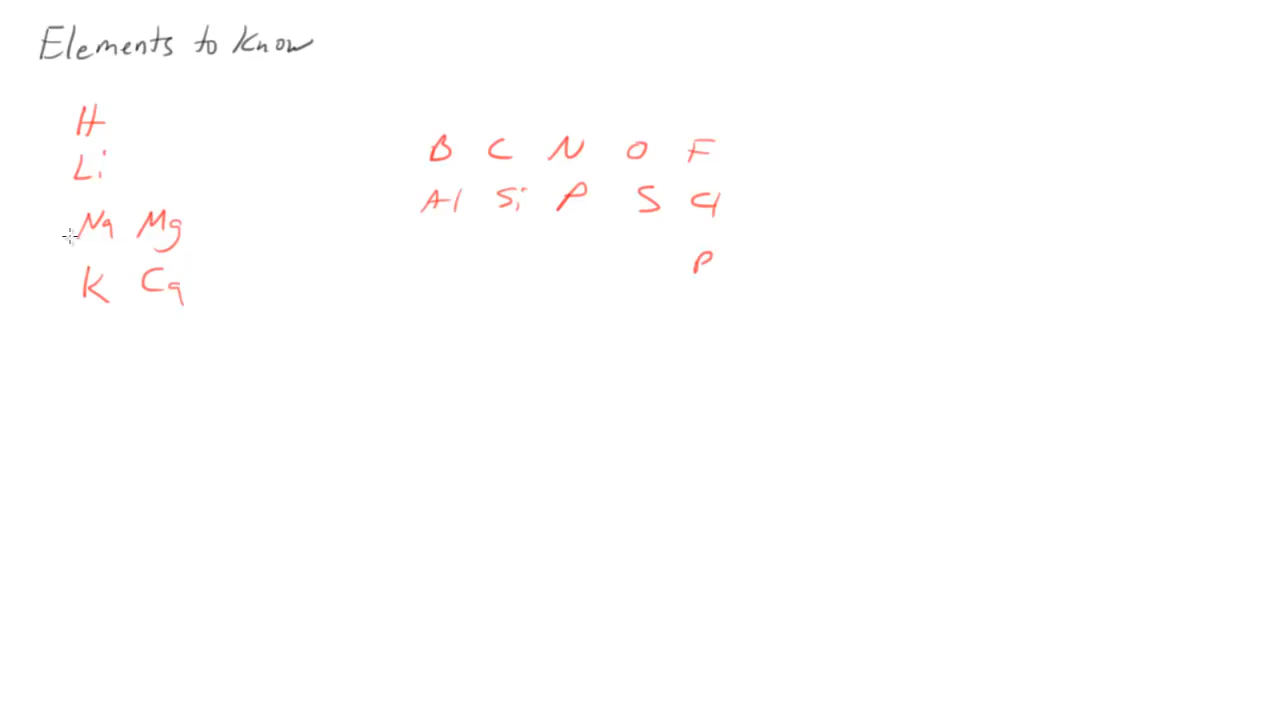 Elements to Know
H
Li
B C N O F
Al Si P S Cl
Na Mg
P
K Ca